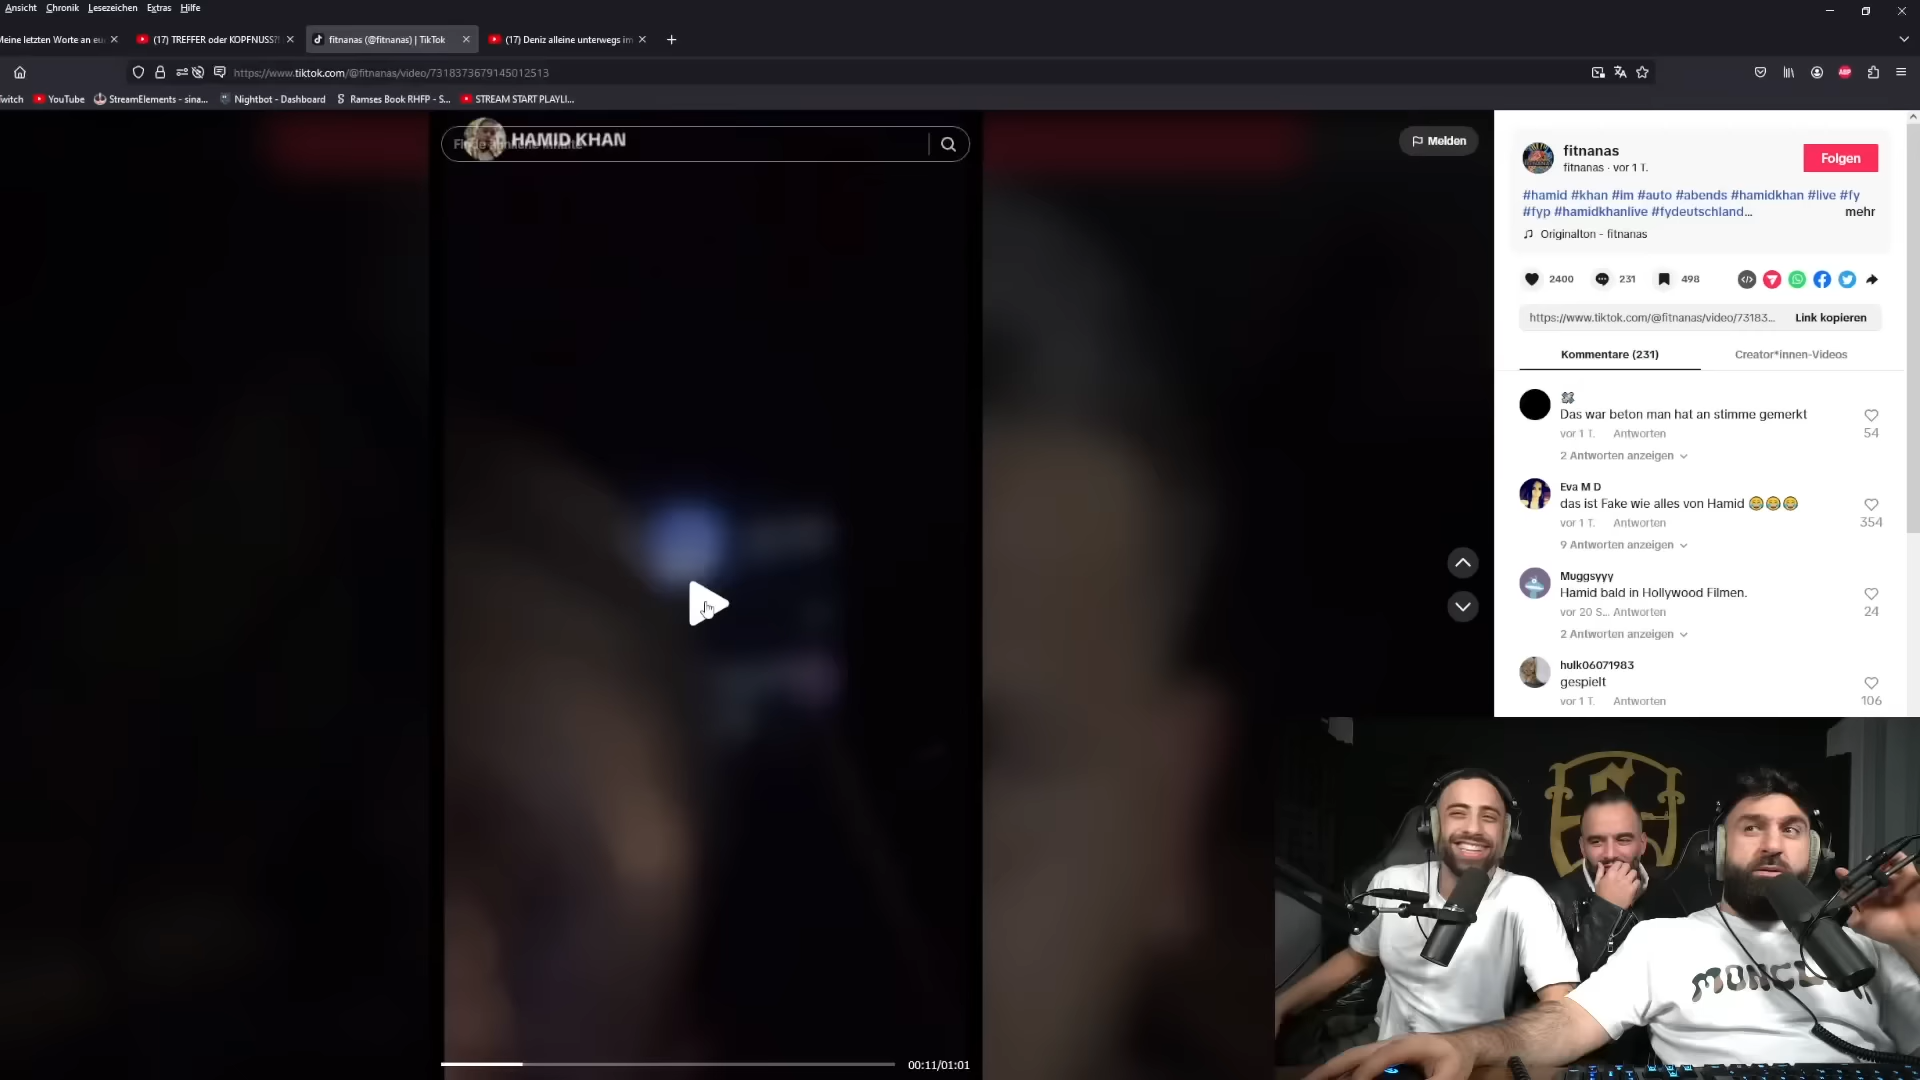 Ansicht Chronik Lesezeichen Extras Hilfe
Meine letzten Worte an eu
(17) TREFFER oder KOPFNUSS?!
fitnanas (@fitnanas) | TikTok
(17) Deniz alleine unterwegs im
https://www.tiktok.com/@fitnanas/video/7318373679145012513
ABP
YouTube
StreamElements - sina...
Nightbot - Dashboard
Ramses Book RHFP - S...
STREAM START PLAYLI...
HAMID KHAN
Melden
fitnanas
fitnanas · vor 1 T.
Folgen
#hamid #khan #im #auto #abends #hamidkhan #live #fy
#fyp #hamidkhanlive #fydeutschland...
mehr
Originalton - fitnanas
2400
231
498
https://www.tiktok.com/@fitnanas/video/73183...
Link kopieren
Kommentare (231)
Creator*innen-Videos
Das war beton man hat an stimme gemerkt
vor 1 T. Antworten
54
2 Antworten anzeigen
Eva M D
das ist Fake wie alles von Hamid 😂😂😂
vor 1 T. Antworten
354
9 Antworten anzeigen
Muggsyyy
Hamid bald in Hollywood Filmen.
vor 20 S... Antworten
24
2 Antworten anzeigen
hulk06071983
gespielt
vor 1 T. Antworten
106
00:11/01:01